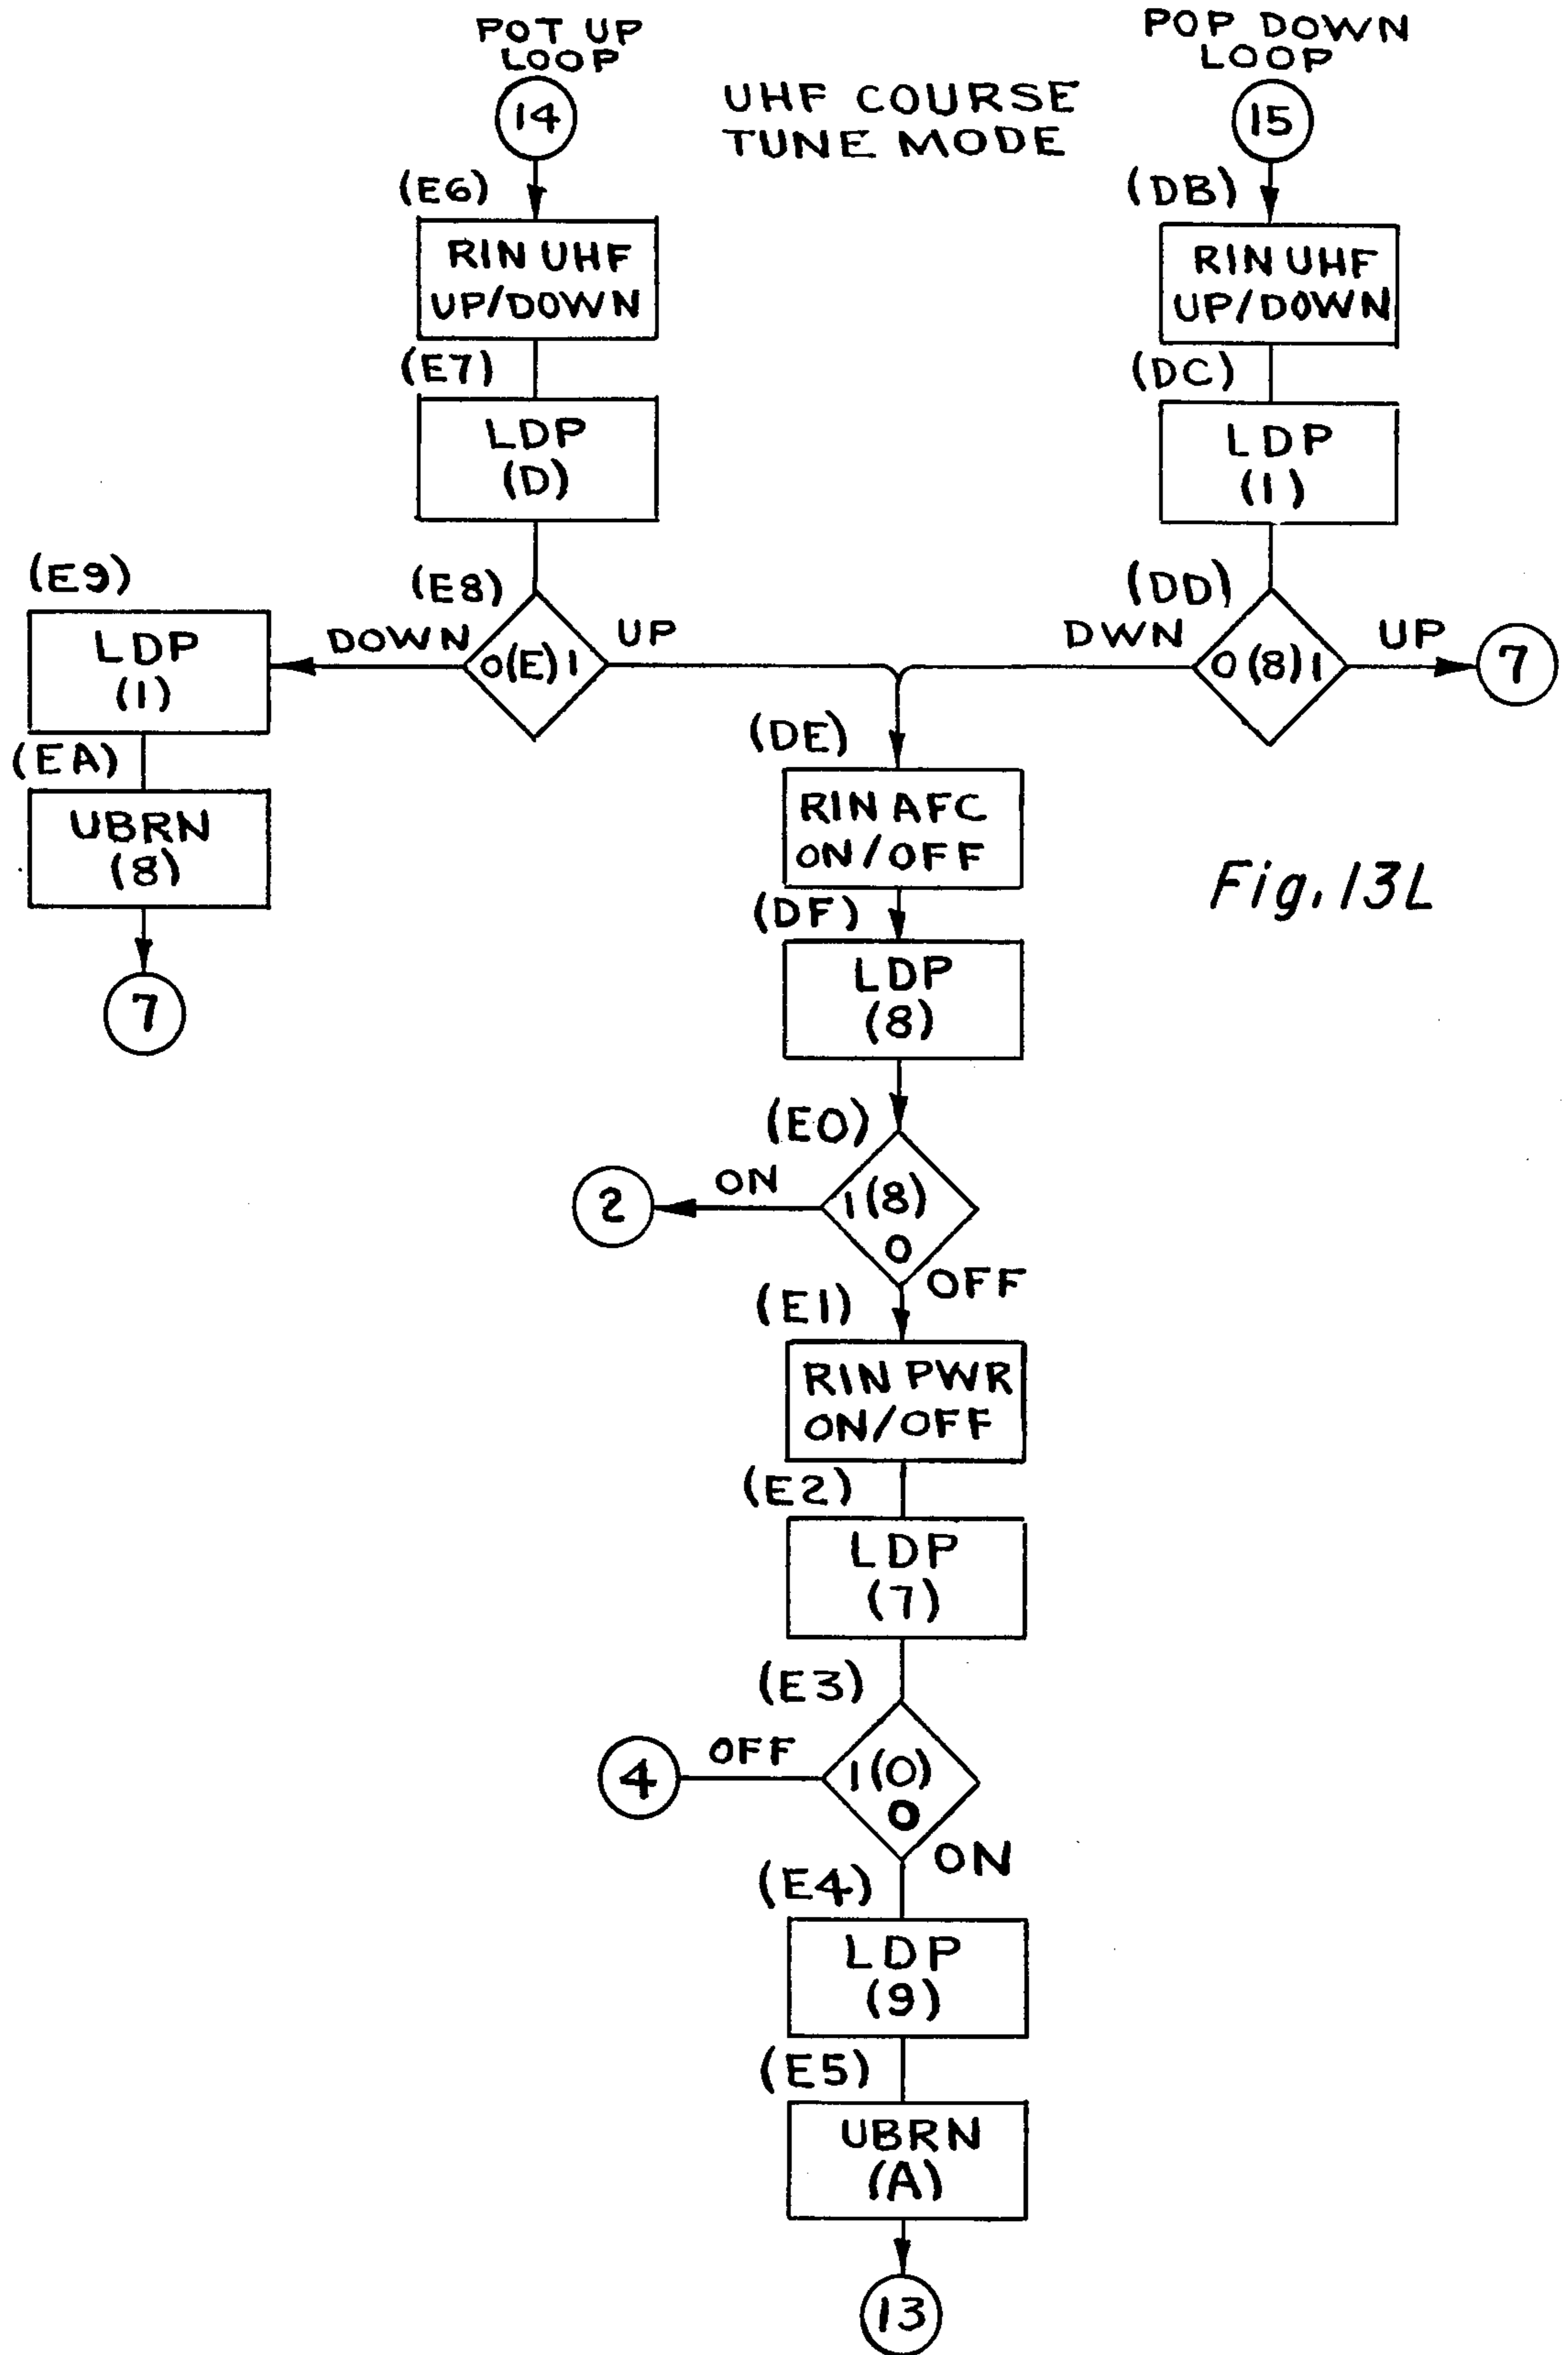 POT UP
LOOP
14
UHF COURSE
TUNE MODE
POP DOWN
LOOP
15
(E6)
RIN UHF
UP/DOWN
(E7)
LDP
(D)
(E8)
0(E)1
DOWN
UP
(E9)
LDP
(1)
(EA)
UBRN
(8)
7
(DB)
RIN UHF
UP/DOWN
(DC)
LDP
(1)
(DD)
DWN
0(8)1
UP
7
(DE)
RIN AFC
ON/OFF
(DF)
LDP
(8)
(E0)
1(8)
0
ON
2
OFF
(E1)
RIN PWR
ON/OFF
(E2)
LDP
(7)
(E3)
1(0)
0
OFF
4
ON
(E4)
LDP
(9)
(E5)
UBRN
(A)
13
Fig. 13L